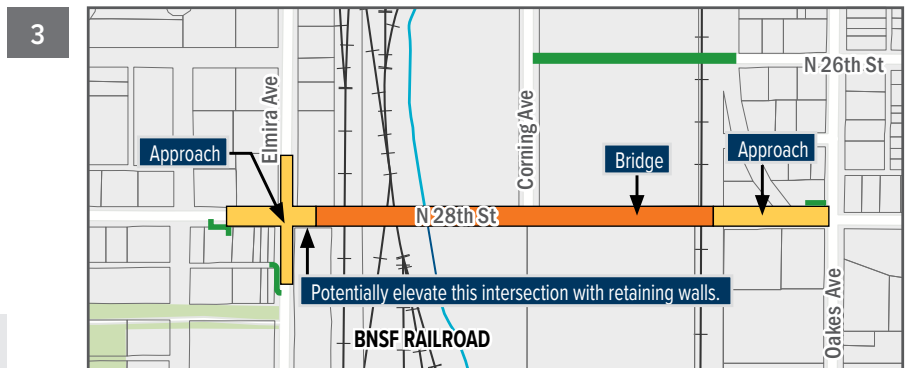 3
N 26th St
Elmira Ave
Corning Ave
Approach
Bridge
Approach
N 28th St
Potentially elevate this intersection with retaining walls.
Oakes Ave
BNSF RAILROAD